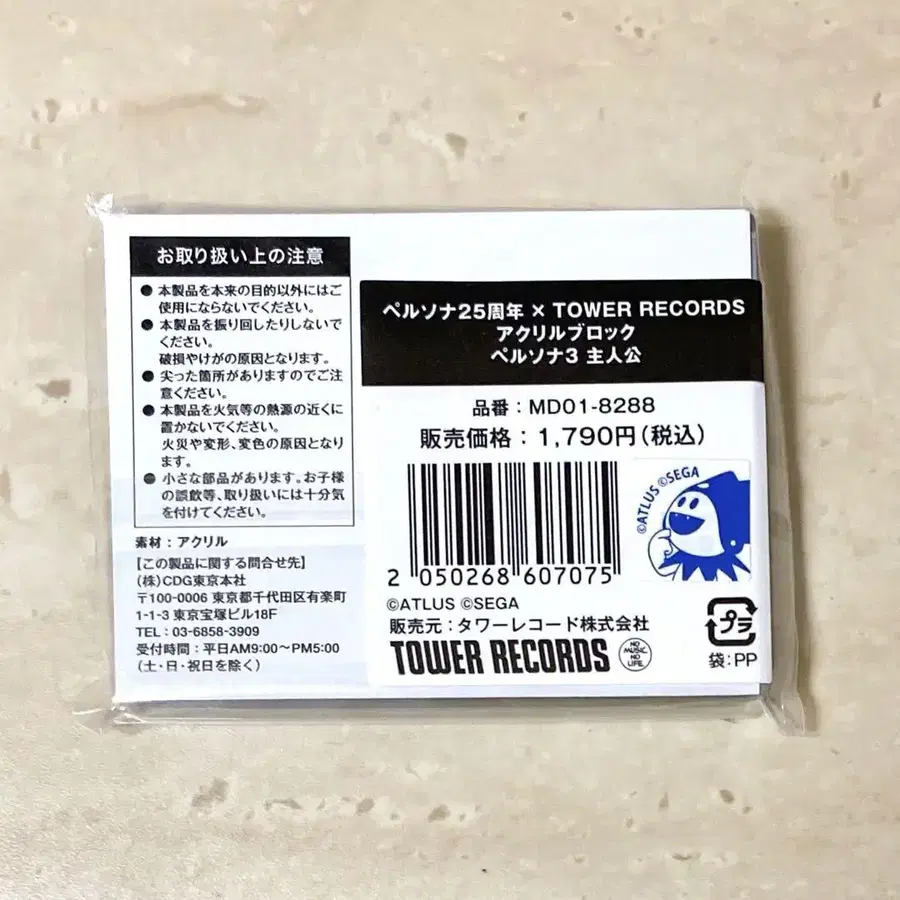 お取り扱い上の注意
● 本製品を本来の目的以外にはご
使用にならないでください。
● 本製品を振り回したりしないで
ください。
破損やけがの原因となります。
● 尖った箇所がありますのでご注
意ください。
● 本製品を火気等の熱源の近くに
置かないでください。
火災や変形、変色の原因となりま
す。
● 小さな部品があります。お子様
の誤飲等、取り扱いには十分気
を付けてください。
素材：アクリル
【この製品に関する問合せ先】
(株)CDG東京本社
〒100-0006 東京都千代田区有楽町
1-1-3 東京宝塚ビル18F
TEL：03-6858-3909
受付時間：平日AM9:00～PM5:00
(土・日・祝日を除く)
ペルソナ25周年 × TOWER RECORDS
アクリルブロック
ペルソナ3 主人公
品番：MD01-8288
販売価格：1,790円(税込)
2 050268 607075
©ATLUS ©SEGA
©ATLUS ©SEGA
販売元：タワーレコード株式会社
TOWER RECORDS
NO
MUSIC,
NO
LIFE.
プラ
袋：PP